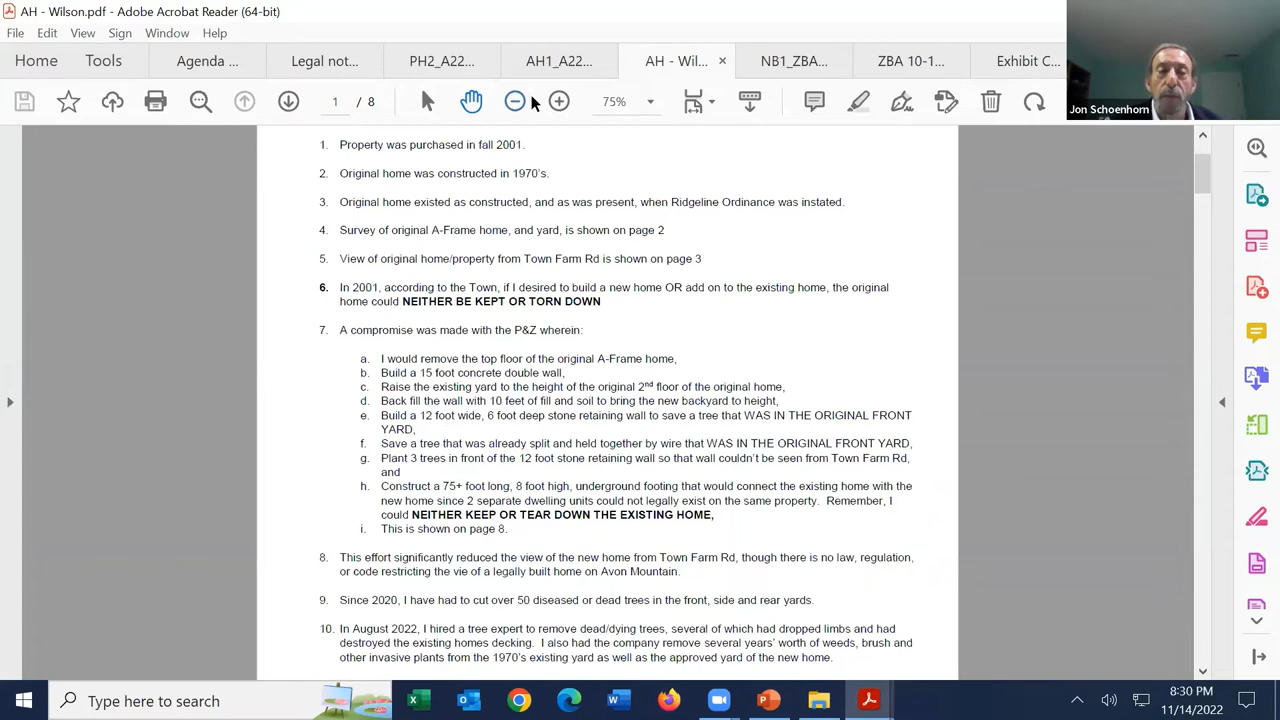 AH - Wilson.pdf - Adobe Acrobat Reader (64-bit)
File Edit View Sign Window Help
Home Tools Agenda ... Legal not... PH2_A22... AH1_A22... AH - Wil... × NB1_ZBA... ZBA 10-1... Exhibit C...
1 / 8 75%
Jon Schoenhorn
1. Property was purchased in fall 2001.
2. Original home was constructed in 1970's.
3. Original home existed as constructed, and as was present, when Ridgeline Ordinance was instated.
4. Survey of original A-Frame home, and yard, is shown on page 2
5. View of original home/property from Town Farm Rd is shown on page 3
6. In 2001, according to the Town, if I desired to build a new home OR add on to the existing home, the original
home could NEITHER BE KEPT OR TORN DOWN
7. A compromise was made with the P&Z wherein:
a. I would remove the top floor of the original A-Frame home,
b. Build a 15 foot concrete double wall,
c. Raise the existing yard to the height of the original 2nd floor of the original home,
d. Back fill the wall with 10 feet of fill and soil to bring the new backyard to height,
e. Build a 12 foot wide, 6 foot deep stone retaining wall to save a tree that WAS IN THE ORIGINAL FRONT
YARD,
f. Save a tree that was already split and held together by wire that WAS IN THE ORIGINAL FRONT YARD,
g. Plant 3 trees in front of the 12 foot stone retaining wall so that wall couldn't be seen from Town Farm Rd,
and
h. Construct a 75+ foot long, 8 foot high, underground footing that would connect the existing home with the
new home since 2 separate dwelling units could not legally exist on the same property. Remember, I
could NEITHER KEEP OR TEAR DOWN THE EXISTING HOME,
i. This is shown on page 8.
8. This effort significantly reduced the view of the new home from Town Farm Rd, though there is no law, regulation,
or code restricting the vie of a legally built home on Avon Mountain.
9. Since 2020, I have had to cut over 50 diseased or dead trees in the front, side and rear yards.
10. In August 2022, I hired a tree expert to remove dead/dying trees, several of which had dropped limbs and had
destroyed the existing homes decking. I also had the company remove several years' worth of weeds, brush and
other invasive plants from the 1970's existing yard as well as the approved yard of the new home.
Type here to search
8:30 PM
11/14/2022